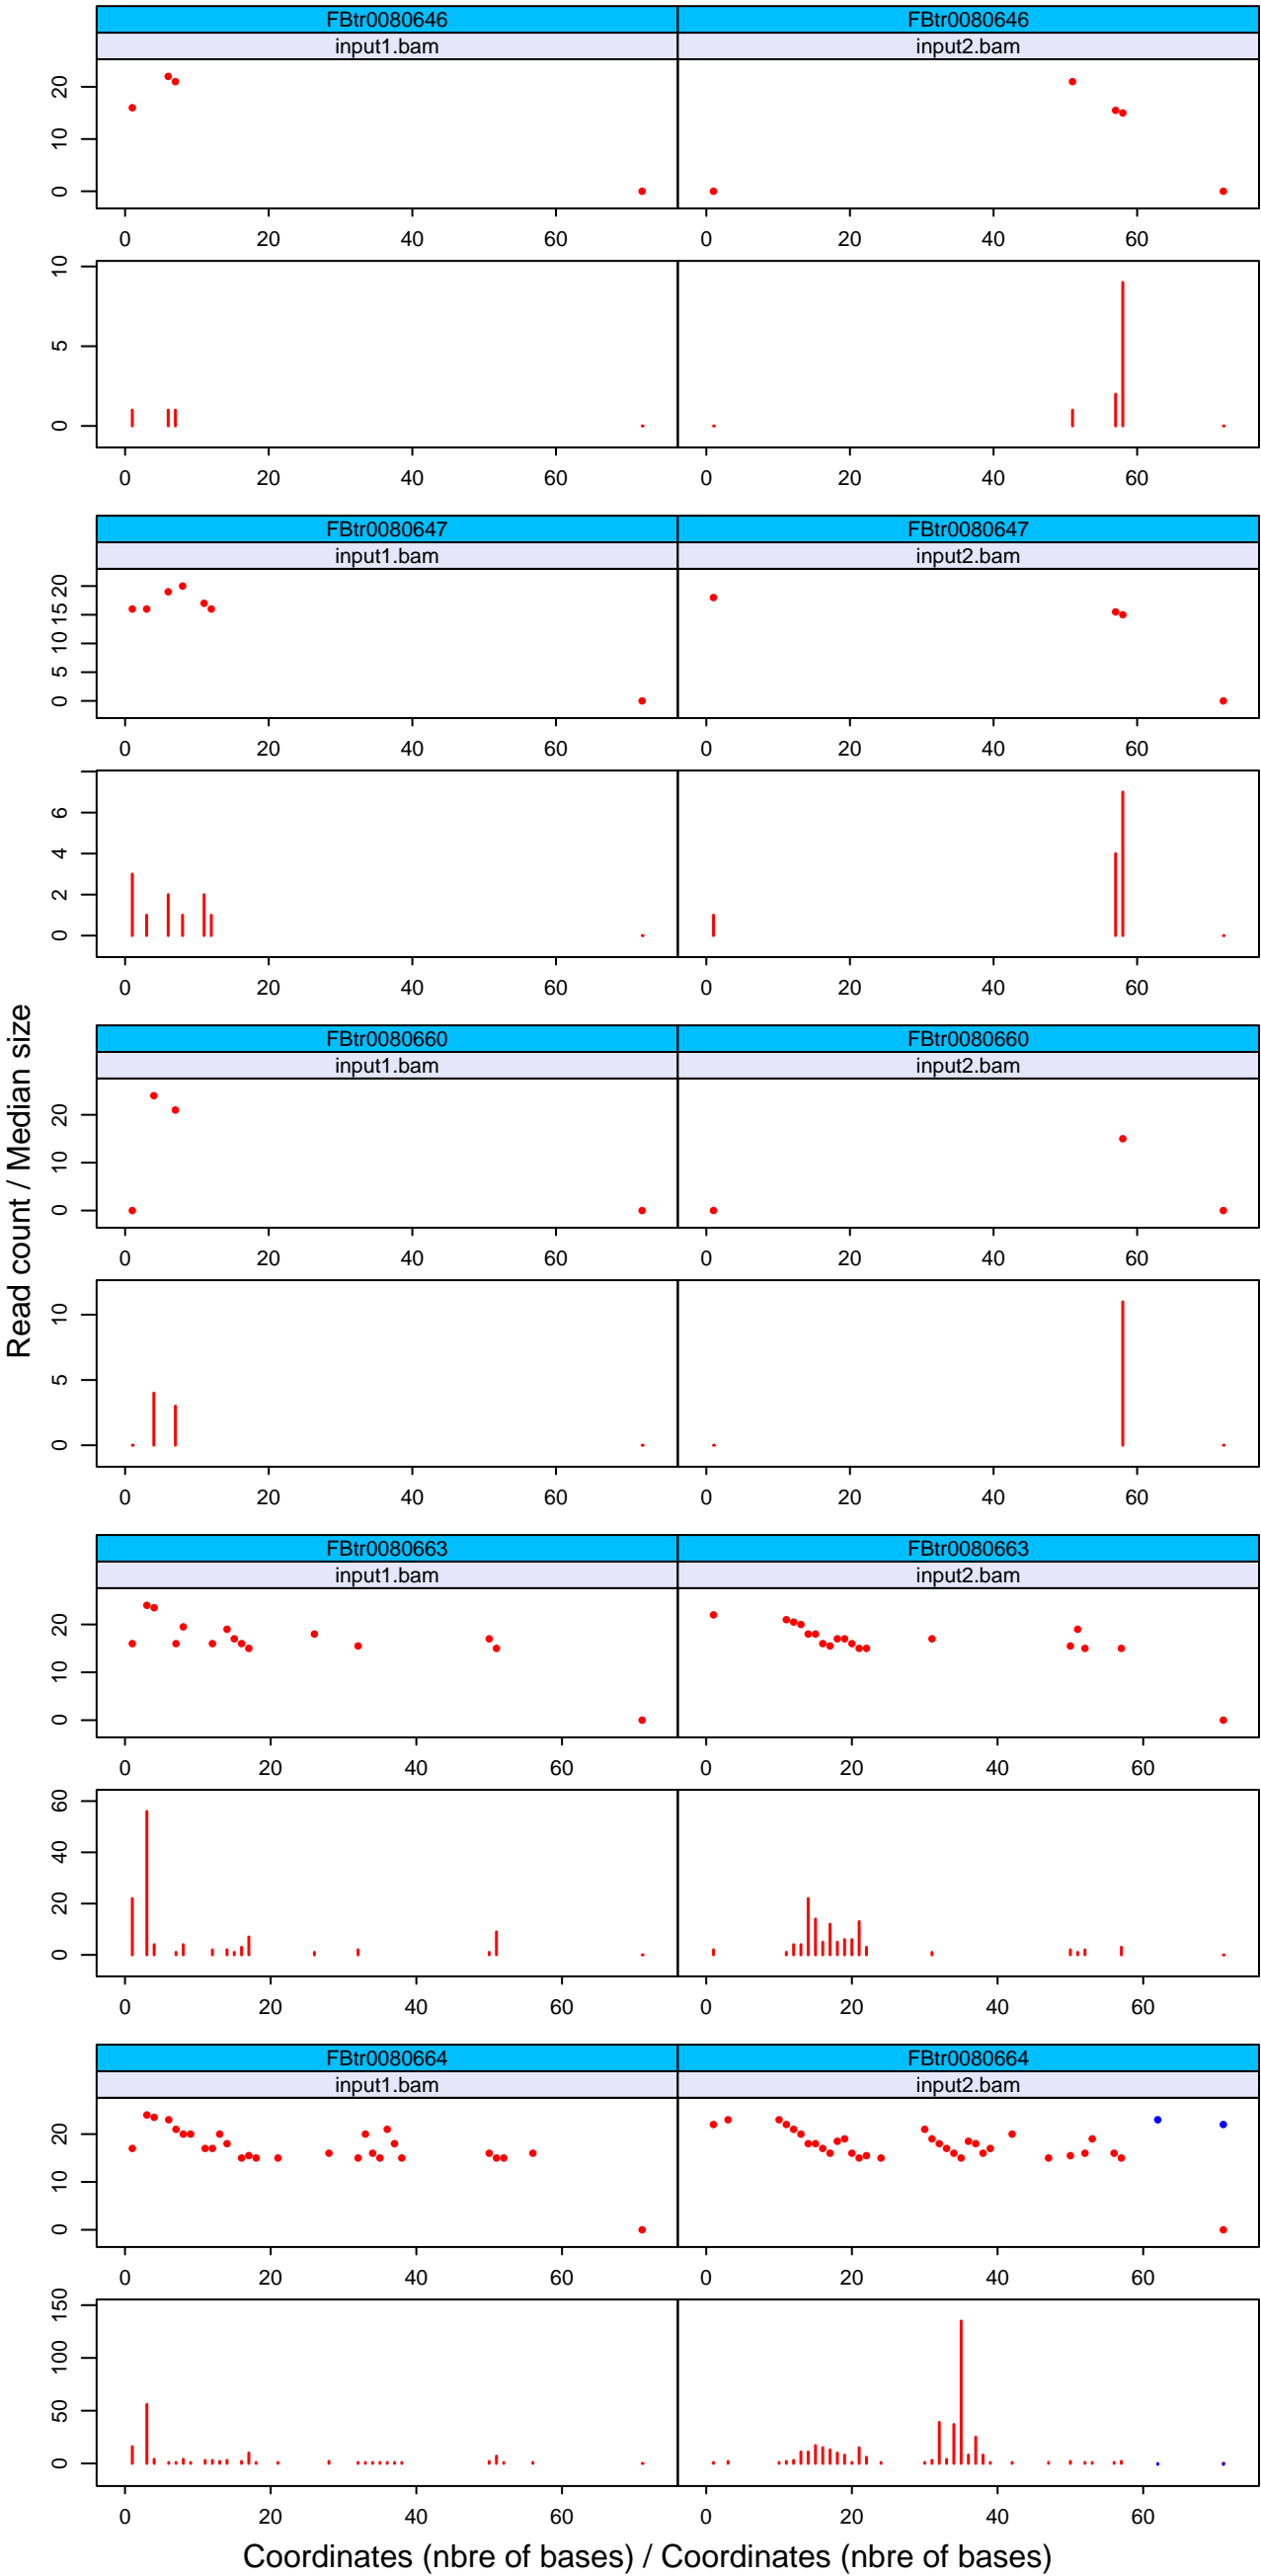 FBtr0080646 FBtr0080646
input1.bam input2.bam
20
10
0
0 20 40 60 0 20 40 60
10
5
0
0 20 40 60 0 20 40 60
FBtr0080647 FBtr0080647
input1.bam input2.bam
20
15
10
5
0
0 20 40 60 0 20 40 60
6
4
2
0
0 20 40 60 0 20 40 60
FBtr0080660 FBtr0080660
input1.bam input2.bam
20
10
0
0 20 40 60 0 20 40 60
10
5
0
0 20 40 60 0 20 40 60
Read count / Median size
FBtr0080663 FBtr0080663
input1.bam input2.bam
20
10
0
0 20 40 60 0 20 40 60
60
40
20
0
0 20 40 60 0 20 40 60
FBtr0080664 FBtr0080664
input1.bam input2.bam
20
10
0
0 20 40 60 0 20 40 60
150
100
50
0
0 20 40 60 0 20 40 60
Coordinates (nbre of bases) / Coordinates (nbre of bases)